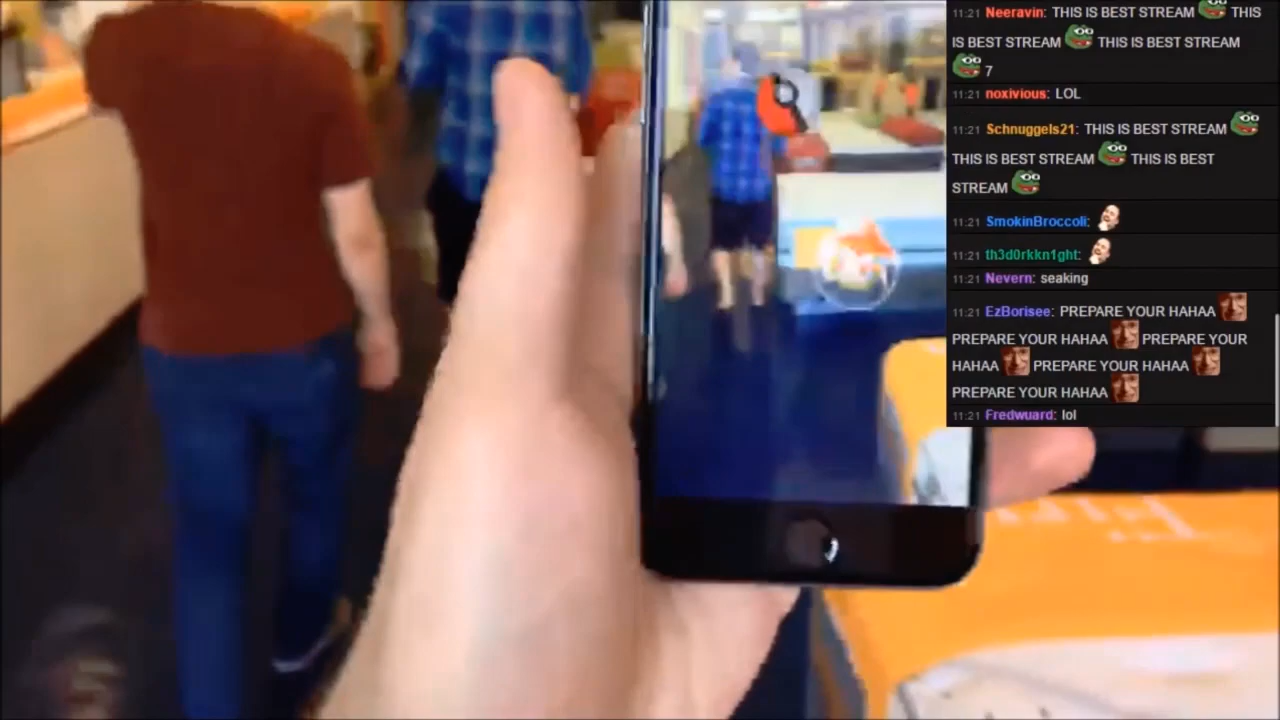 11:21 Neeravin: THIS IS BEST STREAM THIS
IS BEST STREAM THIS IS BEST STREAM
7
11:21 noxivious: LOL
11:21 Schnuggels21: THIS IS BEST STREAM
THIS IS BEST STREAM THIS IS BEST
STREAM
11:21 SmokinBroccoli:
11:21 th3d0rkkn1ght:
11:21 Nevern: seaking
11:21 EzBorisee: PREPARE YOUR HAHAA
PREPARE YOUR HAHAA PREPARE YOUR
HAHAA PREPARE YOUR HAHAA
PREPARE YOUR HAHAA
11:21 Fredwuard: lol